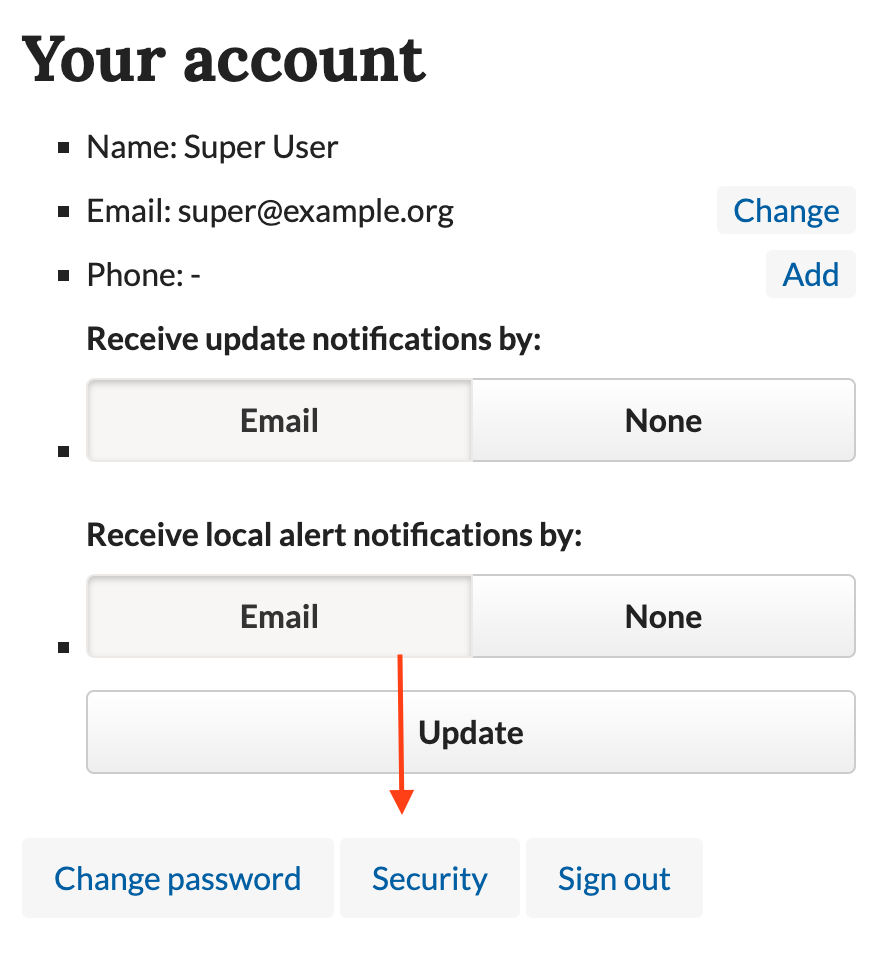 Your account
Name: Super User
Email: super@example.org
Change
Phone: -
Add
Receive update notifications by:
Email
None
Receive local alert notifications by:
Email
None
Update
Change password
Security
Sign out